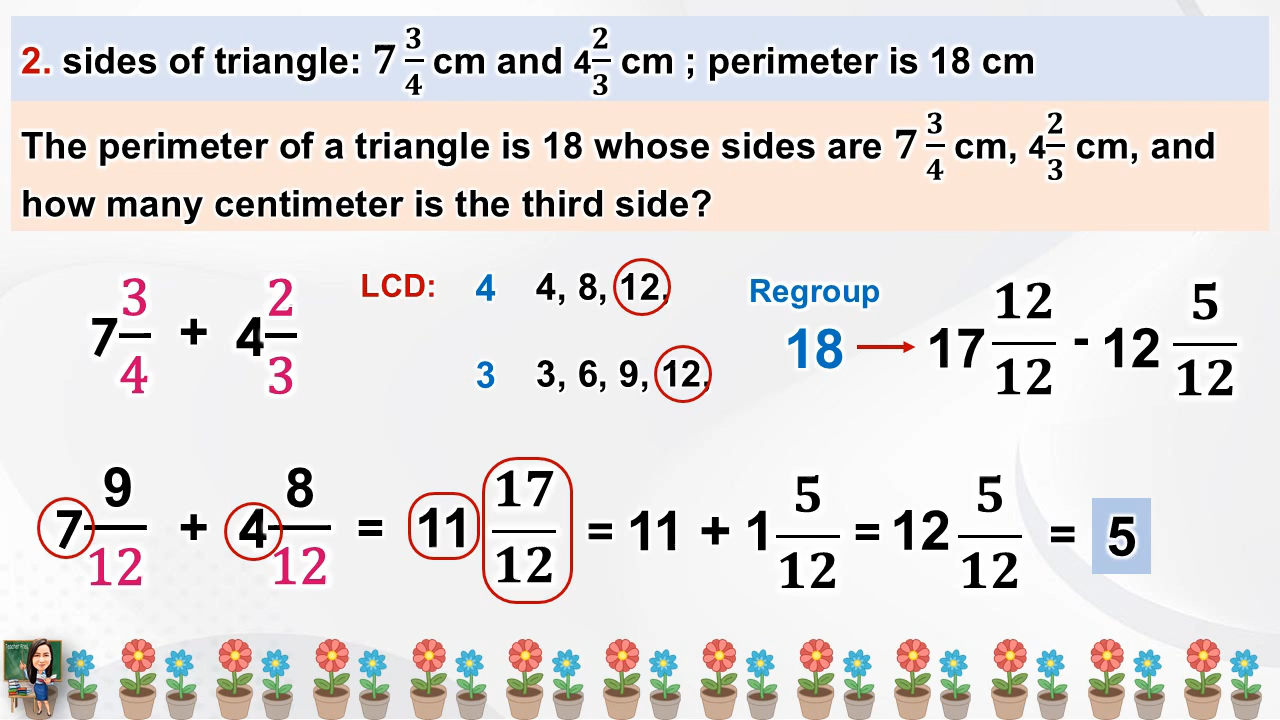 2. sides of triangle: 7 3/4 cm and 4 2/3 cm ; perimeter is 18 cm
The perimeter of a triangle is 18 whose sides are 7 3/4 cm, 4 2/3 cm, and
how many centimeter is the third side?
7 3/4 + 4 2/3
LCD: 4 4, 8, 12,
3 3, 6, 9, 12,
Regroup
18 → 17 12/12 - 12 5/12
7 9/12 + 4 8/12 = 11 17/12 = 11 + 1 5/12 = 12 5/12 = 5